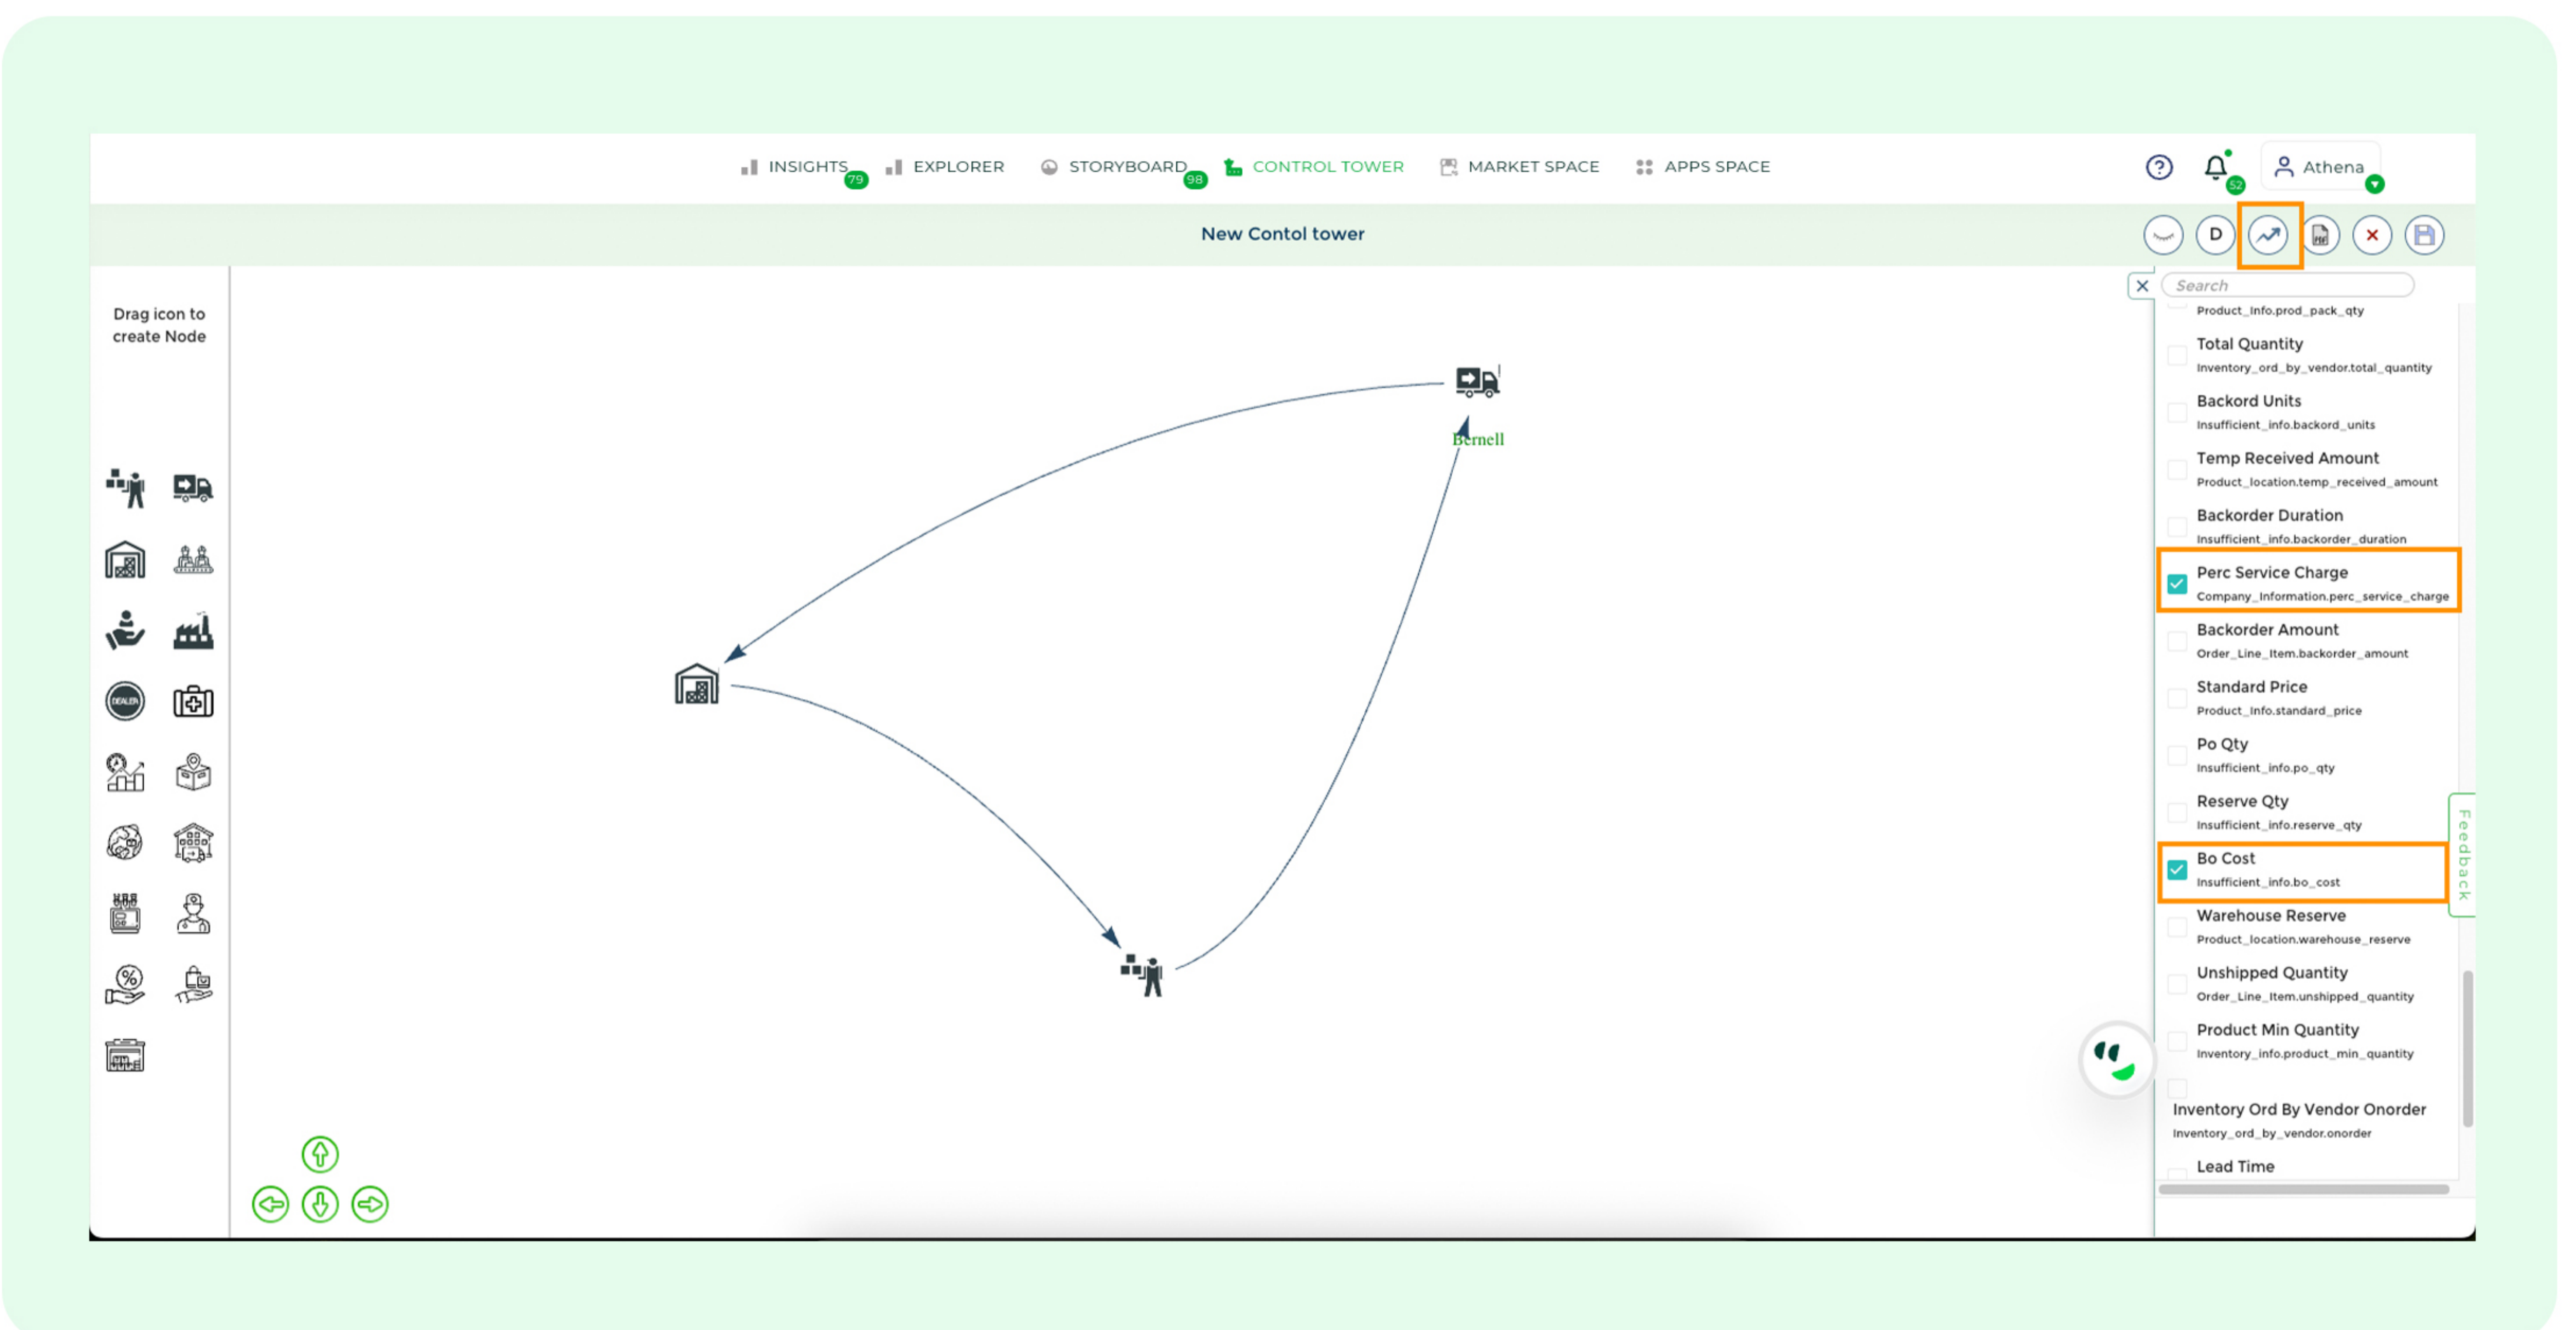 INSIGHTS 79 EXPLORER STORYBOARD 98 CONTROL TOWER MARKET SPACE APPS SPACE ? 52 Athena
New Contol tower D PDF
Drag icon to
create Node
DEALER
%
Bernell
Search
Product_Info.prod_pack_qty
Total Quantity
Inventory_ord_by_vendor.total_quantity
Backord Units
Insufficient_info.backord_units
Temp Received Amount
Product_location.temp_received_amount
Backorder Duration
Insufficient_info.backorder_duration
Perc Service Charge
Company_Information.perc_service_charge
Backorder Amount
Order_Line_Item.backorder_amount
Standard Price
Product_Info.standard_price
Po Qty
Insufficient_info.po_qty
Reserve Qty
Insufficient_info.reserve_qty
Bo Cost
Insufficient_info.bo_cost
Warehouse Reserve
Product_location.warehouse_reserve
Unshipped Quantity
Order_Line_Item.unshipped_quantity
Product Min Quantity
Inventory_info.product_min_quantity
Inventory Ord By Vendor Onorder
Inventory_ord_by_vendor.onorder
Lead Time
Feedback